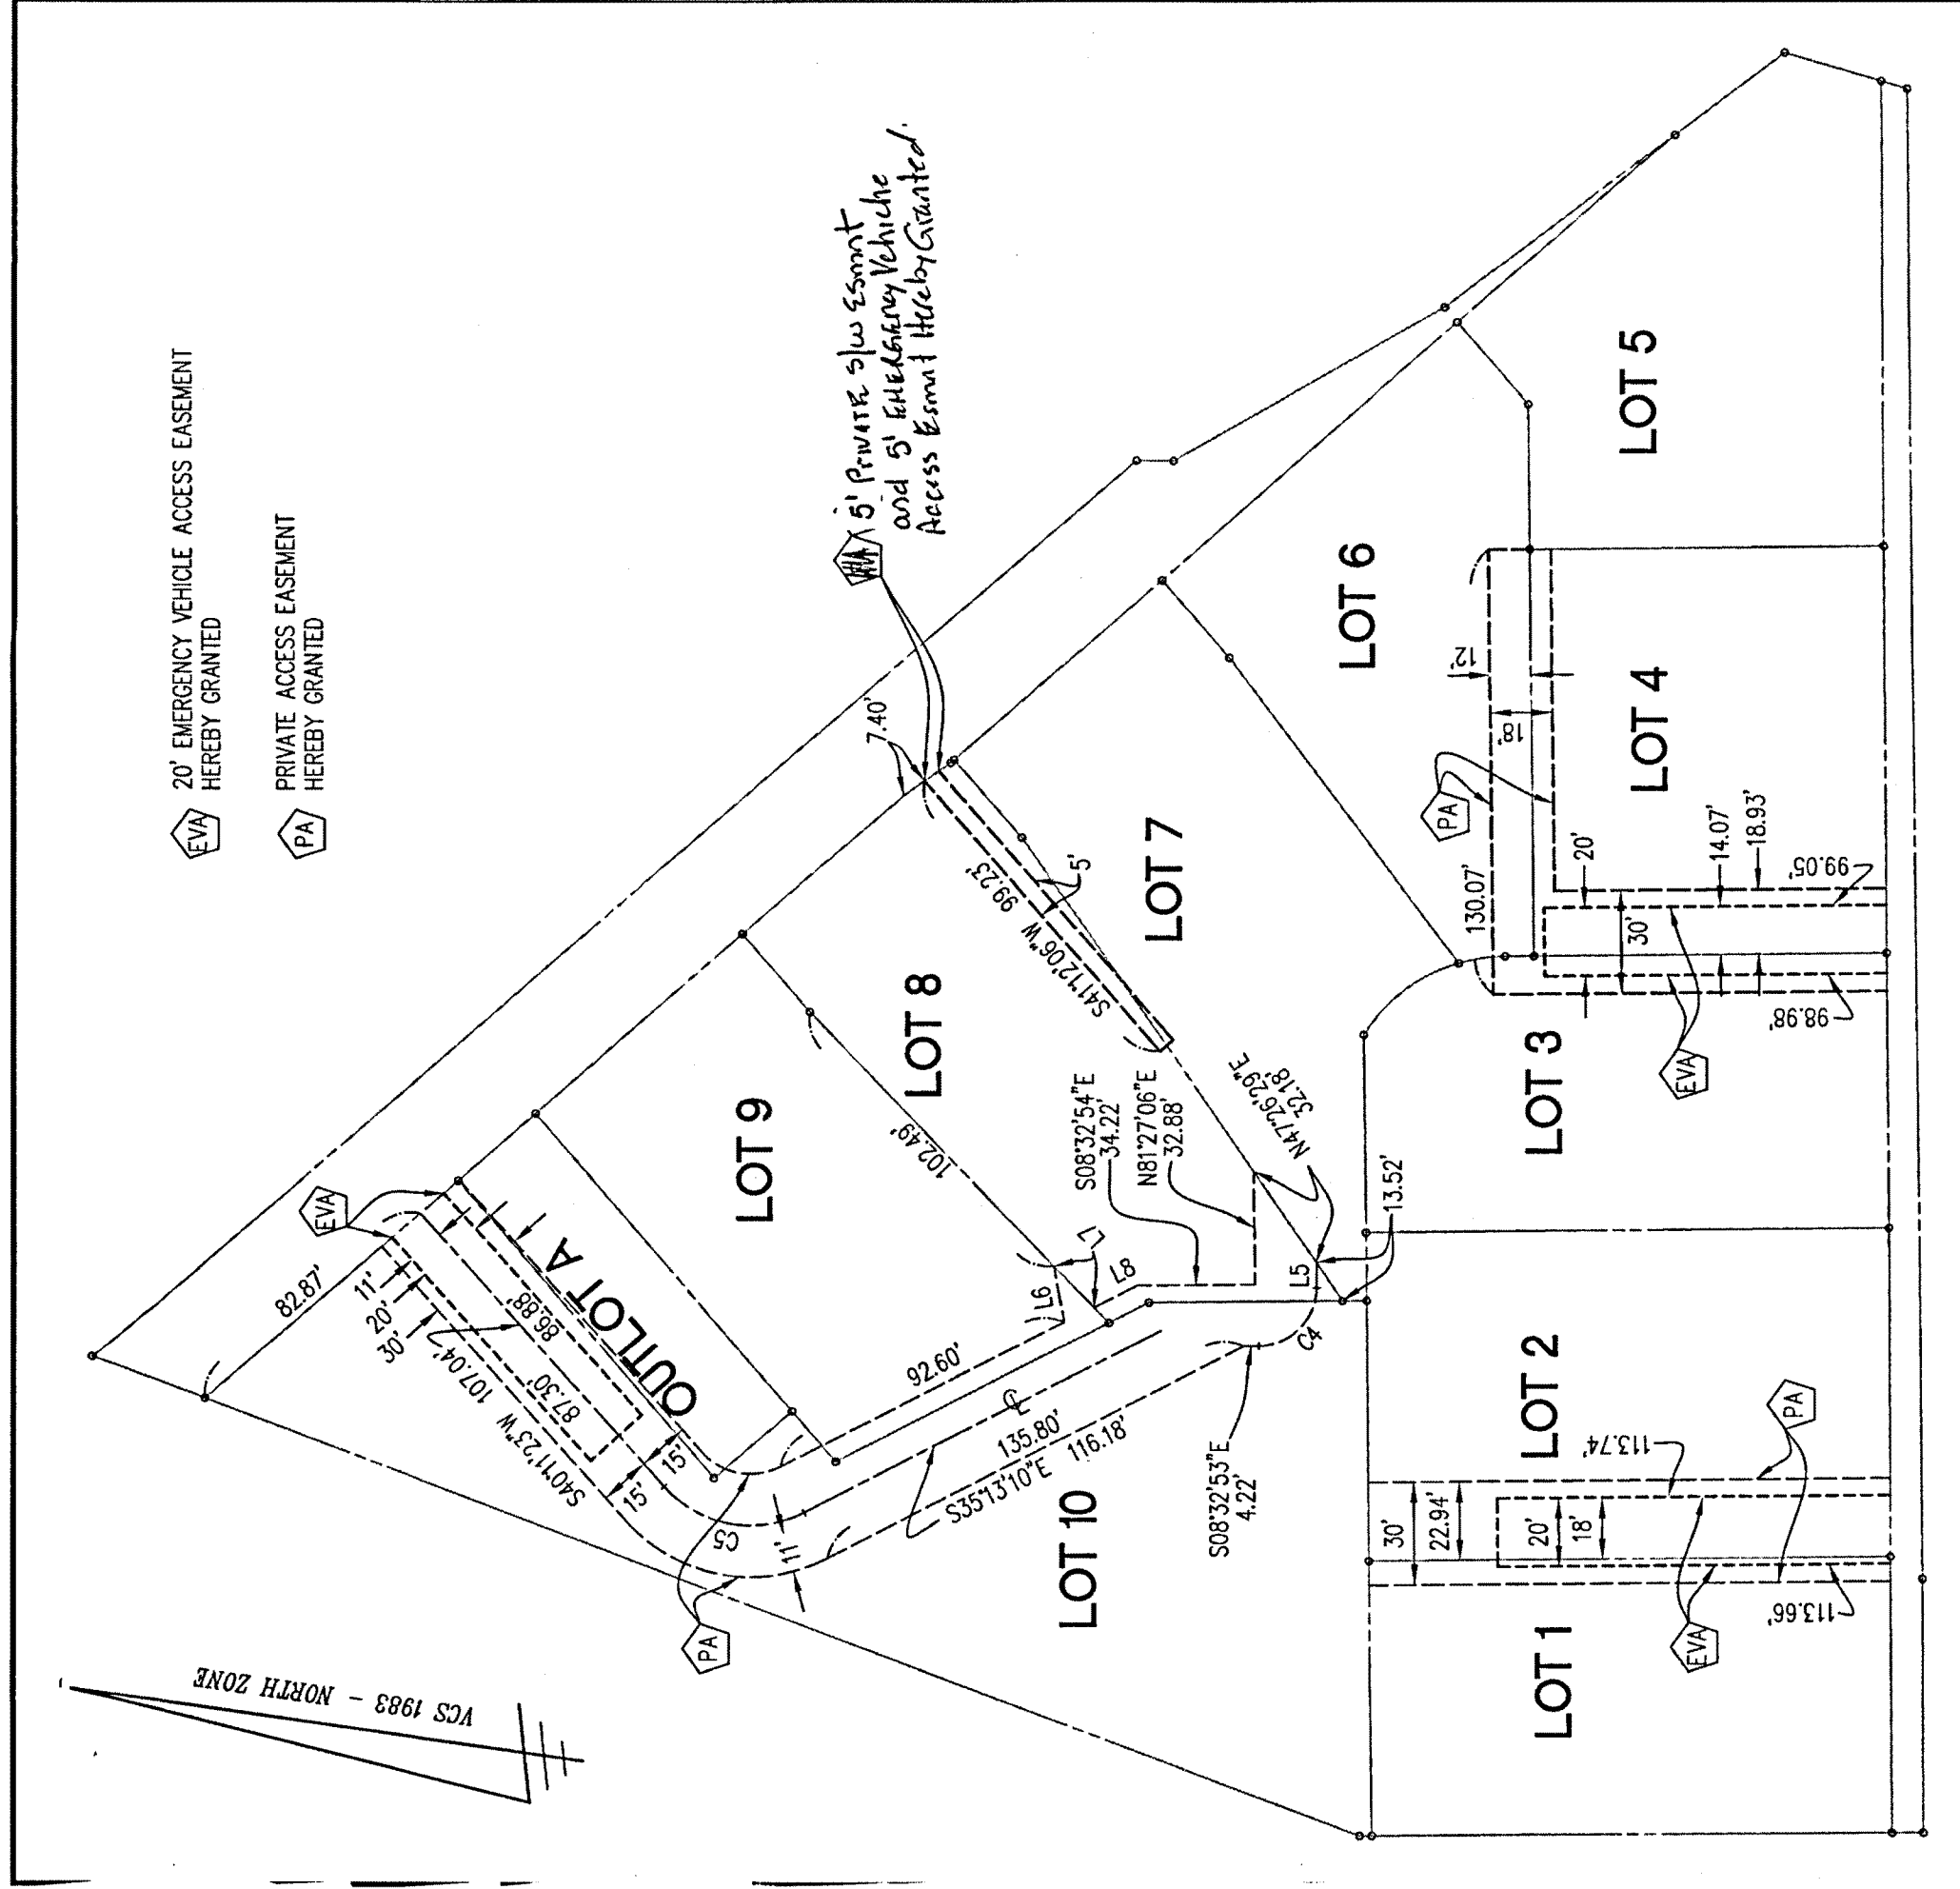 EVA
20' EMERGENCY VEHICLE ACCESS EASEMENT
HEREBY GRANTED
PA
PRIVATE ACCESS EASEMENT
HEREBY GRANTED
5' Private s/w Esmnt
and 5' EMERGENCY Vehiche
Access Esmnt Hereby Granted.
VCS 1983 - NORTH ZONE
82.87'
11'
20'
30'
107.04'
S40°11'23"W
87.30'
86.88'
EVA
OUTLOT A
15'
15'
C5
11'
PA
LOT 9
92.60'
102.49'
L6
L7
L8
LOT 8
7.40'
99.23'
S41°12'06"W
5'
LOT 7
S08°32'54"E
34.22'
N81°27'06"E
32.88'
N47°26'29"E
32.18'
L5
C4
13.52'
℄
135.80'
S35°13'10"E 116.18'
S08°32'53"E
4.22'
LOT 10
LOT 6
12'
18'
PA
130.07'
LOT 5
LOT 4
20'
30'
14.07'
18.93'
99.05'
98.98'
EVA
LOT 3
LOT 2
PA
113.74'
30'
22.94'
20'
18'
113.66'
EVA
LOT 1